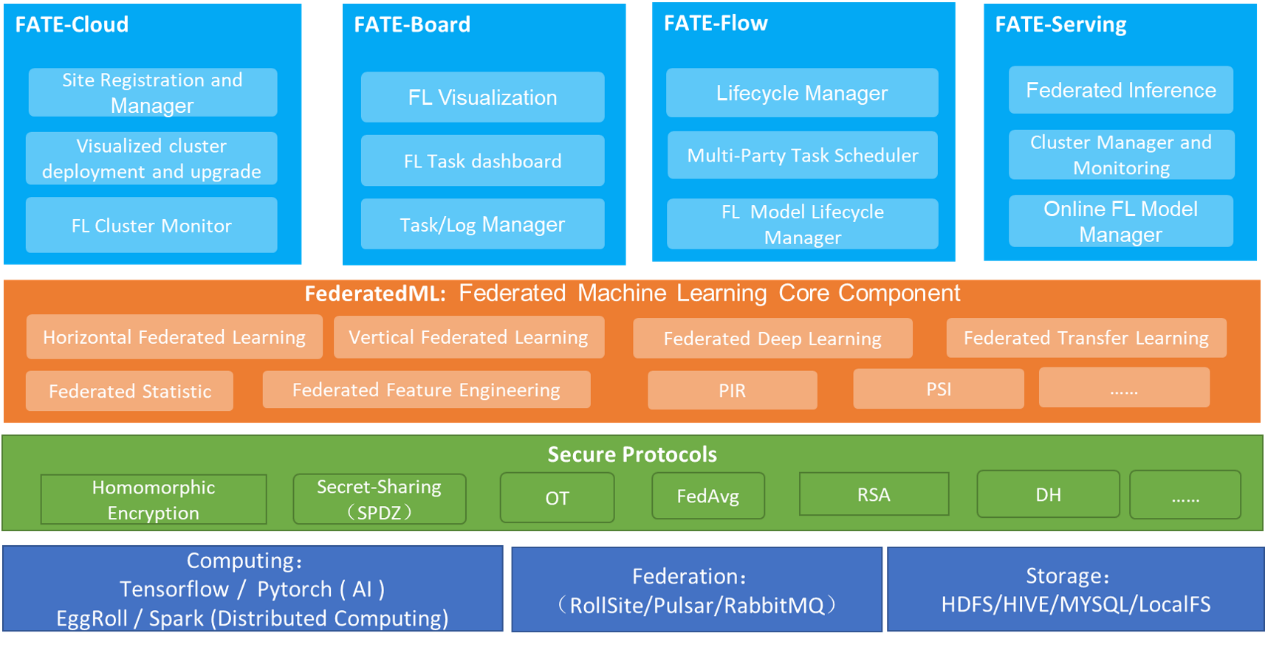 FATE-Cloud
Site Registration and
Manager
Visualized cluster
deployment and upgrade
FL Cluster Monitor
FATE-Board
FL Visualization
FL Task dashboard
Task/Log Manager
FATE-Flow
Lifecycle Manager
Multi-Party Task Scheduler
FL Model Lifecycle
Manager
FATE-Serving
Federated Inference
Cluster Manager and
Monitoring
Online FL Model
Manager
FederatedML: Federated Machine Learning Core Component
Horizontal Federated Learning
Vertical Federated Learning
Federated Deep Learning
Federated Transfer Learning
Federated Statistic
Federated Feature Engineering
PIR
PSI
……
Secure Protocols
Homomorphic
Encryption
Secret-Sharing
（SPDZ）
OT
FedAvg
RSA
DH
……
Computing：
Tensorflow / Pytorch ( AI )
EggRoll / Spark (Distributed Computing)
Federation：
（RollSite/Pulsar/RabbitMQ）
Storage：
HDFS/HIVE/MYSQL/LocalFS